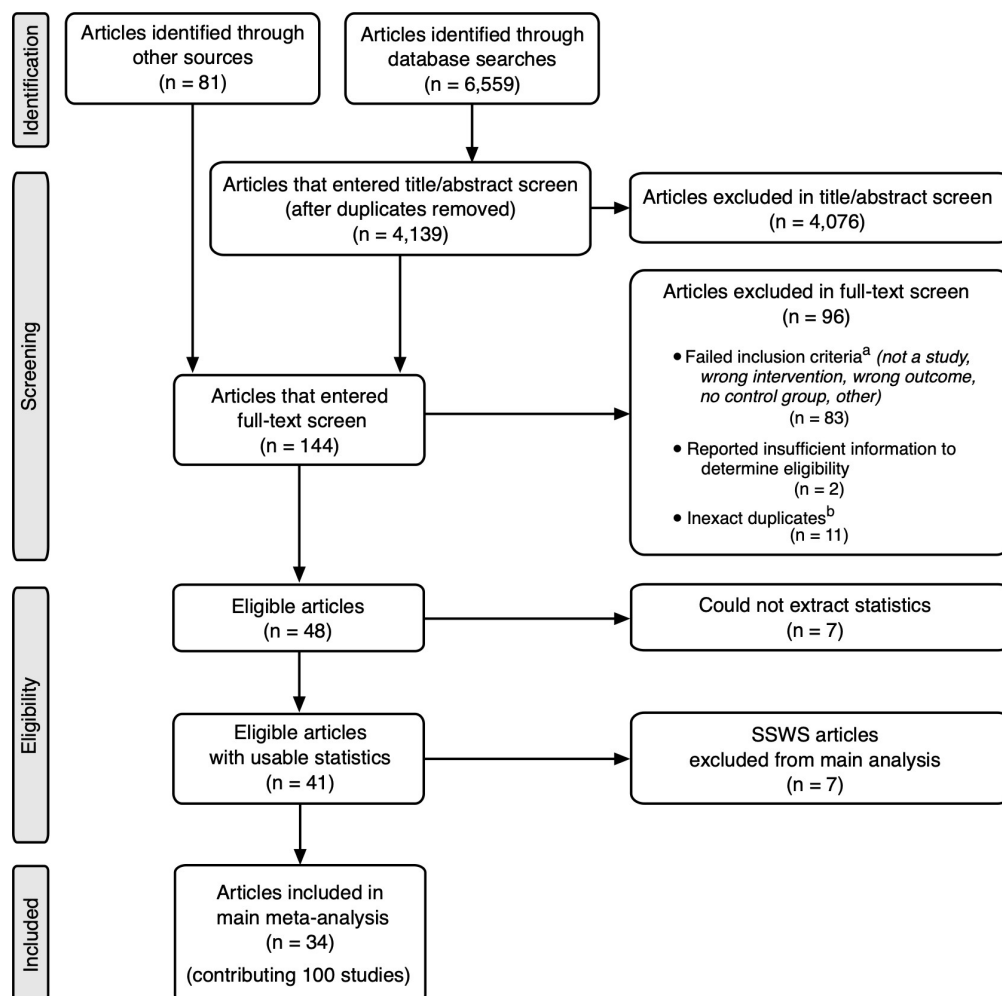 Identification
Articles identified through
other sources
(n = 81)
Articles identified through
database searches
(n = 6,559)
Screening
Articles that entered title/abstract screen
(after duplicates removed)
(n = 4,139)
Articles excluded in title/abstract screen
(n = 4,076)
Articles that entered
full-text screen
(n = 144)
Articles excluded in full-text screen
(n = 96)
• Failed inclusion criteriaa (not a study,
wrong intervention, wrong outcome,
no control group, other)
(n = 83)
• Reported insufficient information to
determine eligibility
(n = 2)
• Inexact duplicatesb
(n = 11)
Eligibility
Eligible articles
(n = 48)
Could not extract statistics
(n = 7)
Eligible articles
with usable statistics
(n = 41)
SSWS articles
excluded from main analysis
(n = 7)
Included
Articles included in
main meta-analysis
(n = 34)
(contributing 100 studies)